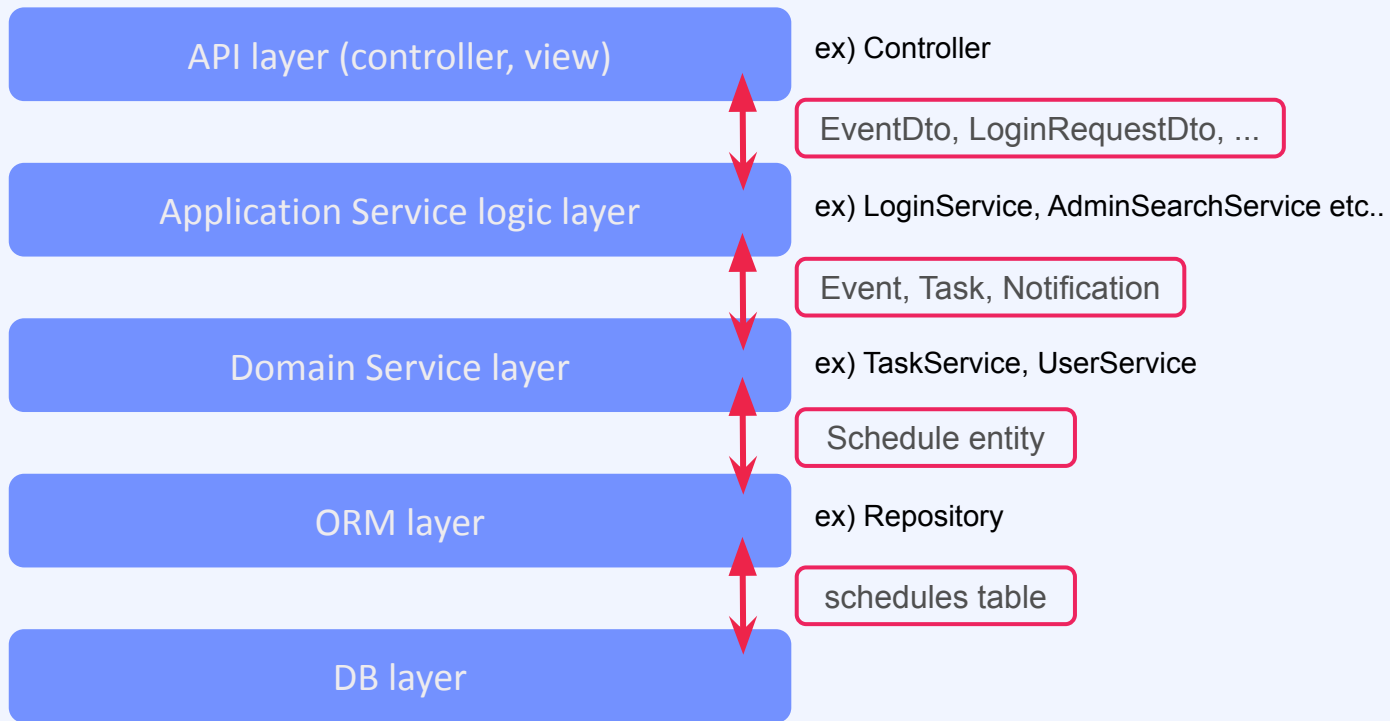 API layer (controller, view)
ex) Controller
EventDto, LoginRequestDto, ...
Application Service logic layer
ex) LoginService, AdminSearchService etc..
Event, Task, Notification
Domain Service layer
ex) TaskService, UserService
Schedule entity
ORM layer
ex) Repository
schedules table
DB layer